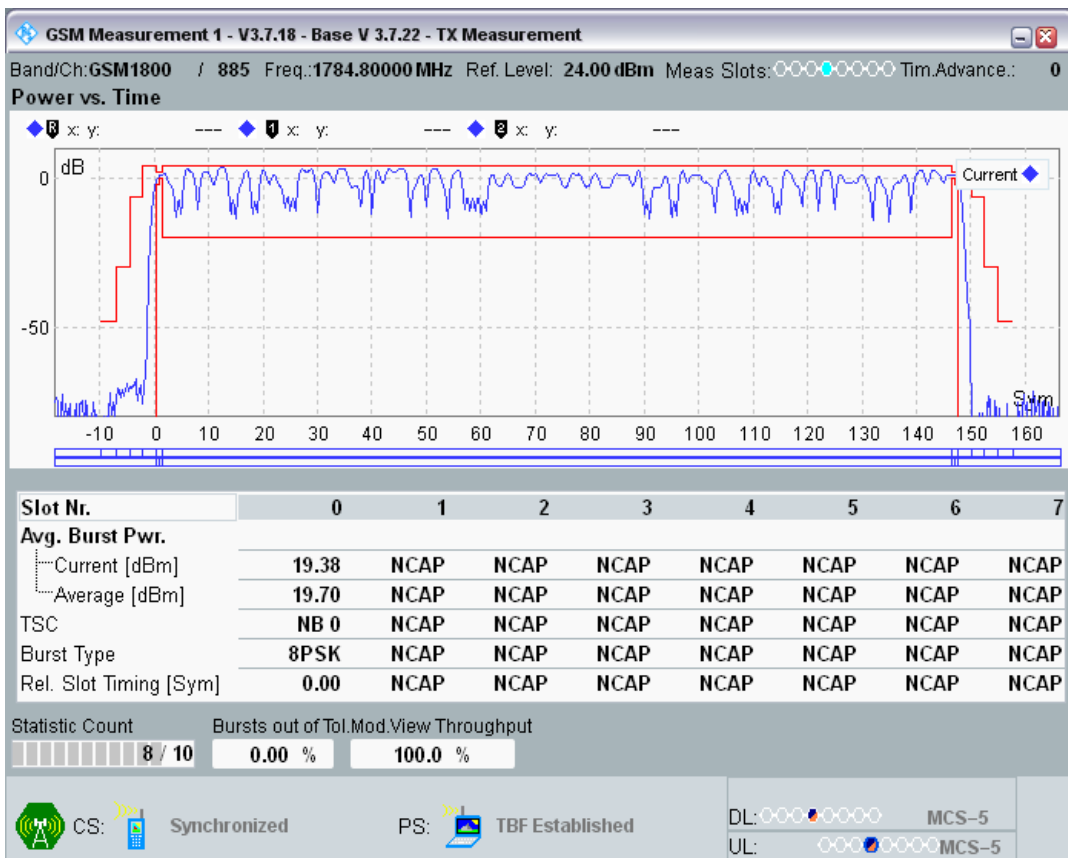 GSM Measurement 1 - V3.7.18 - Base V 3.7.22 - TX Measurement
Band/Ch:GSM1800 / 885 Freq.:1784.80000 MHz Ref. Level: 24.00 dBm Meas Slots: Tim.Advance.: 0
Power vs. Time
R x: y: --- 1 x: y: --- 2 x: y: ---
dB
Current
0
-50
Sym
-10 0 10 20 30 40 50 60 70 80 90 100 110 120 130 140 150 160
Slot Nr. 0 1 2 3 4 5 6 7
Avg. Burst Pwr.
Current [dBm] 19.38 NCAP NCAP NCAP NCAP NCAP NCAP NCAP
Average [dBm] 19.70 NCAP NCAP NCAP NCAP NCAP NCAP NCAP
TSC NB 0 NCAP NCAP NCAP NCAP NCAP NCAP NCAP
Burst Type 8PSK NCAP NCAP NCAP NCAP NCAP NCAP NCAP
Rel. Slot Timing [Sym] 0.00 NCAP NCAP NCAP NCAP NCAP NCAP NCAP
Statistic Count Bursts out of Tol.Mod.View Throughput
8 / 10 0.00 % 100.0 %
CS: Synchronized PS: TBF Established
DL: MCS-5
UL: MCS-5